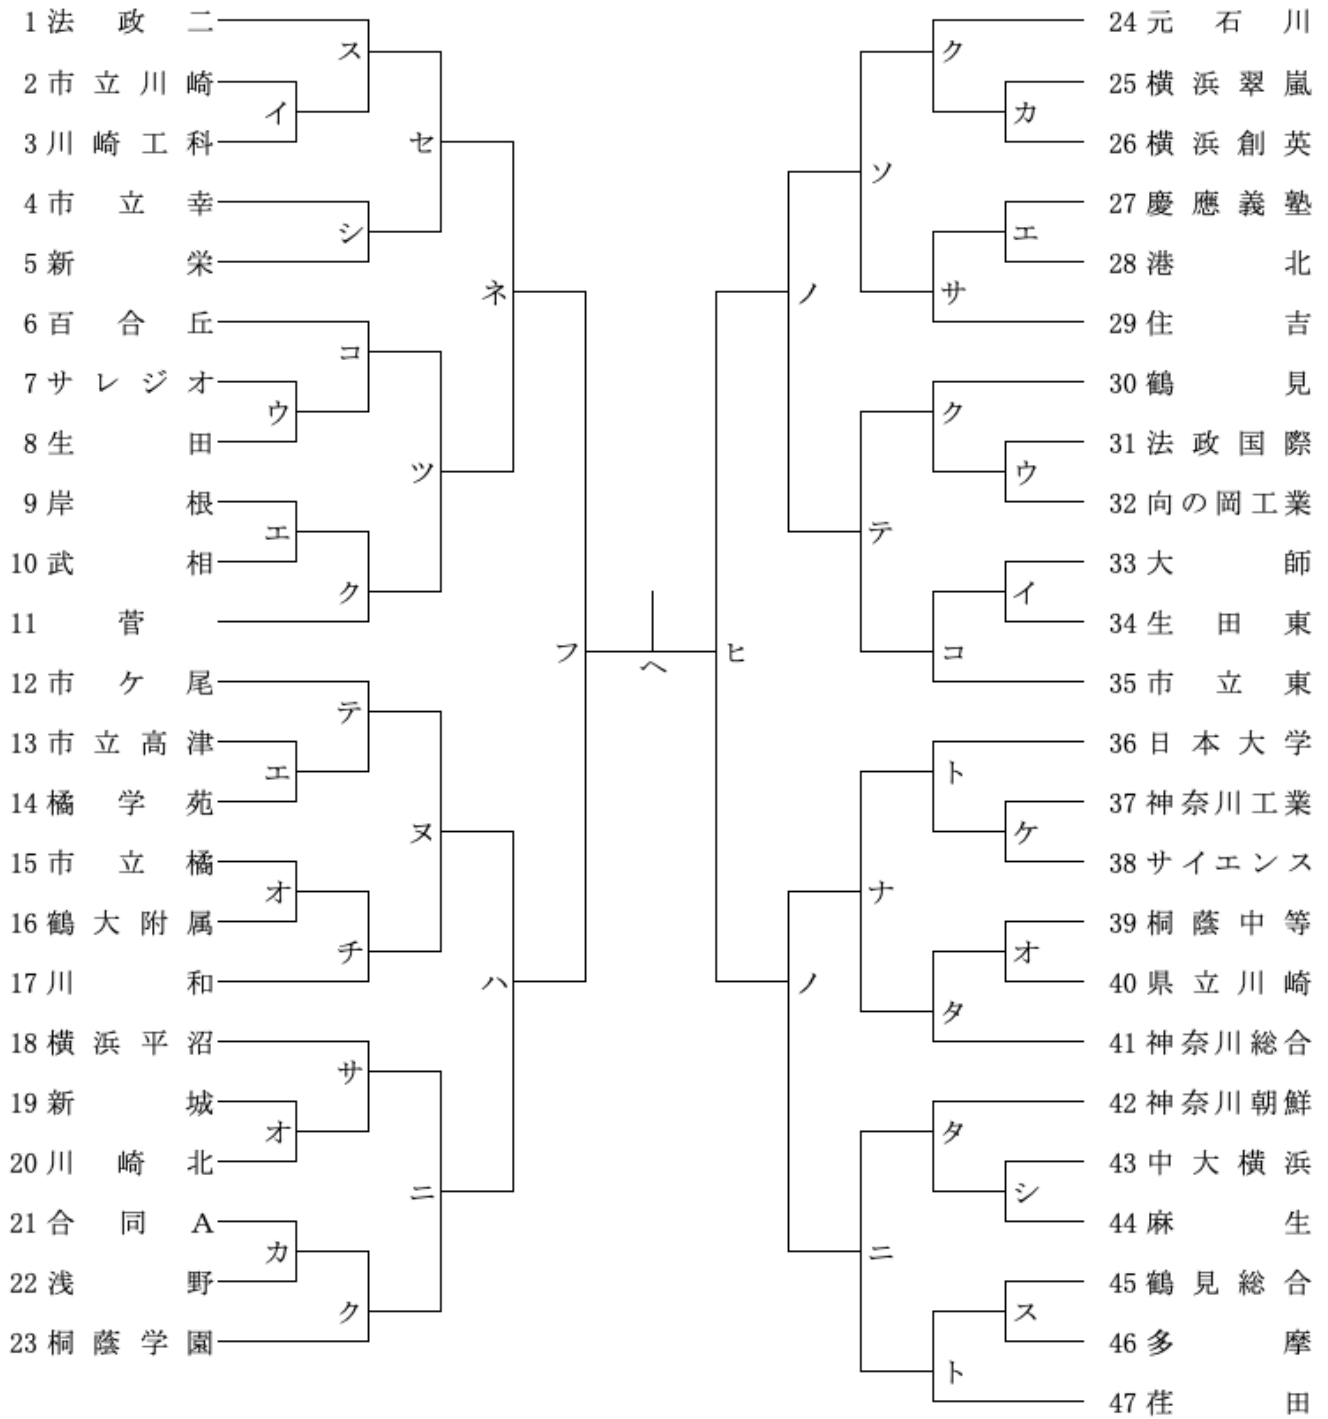 1 法政二
2 市立川崎
3 川崎工科
4 市立幸
5 新栄
6 百合丘
7 サレジオ
8 生田
9 岸根
10 武相
11 菅
12 市ケ尾
13 市立高津
14 橘学苑
15 市立橘
16 鶴大附属
17 川和
18 横浜平沼
19 新城
20 川崎北
21 合同A
22 浅野
23 桐蔭学園
ス
イ
セ
シ
ネ
コ
ウ
ツ
エ
ク
フ
テ
エ
ヌ
オ
チ
ハ
サ
オ
ニ
カ
ク
ヘ
ヒ
ク
カ
ソ
エ
サ
ノ
ク
ウ
テ
イ
コ
ト
ケ
ナ
オ
タ
ノ
タ
シ
ニ
ス
ト
24 元石川
25 横浜翠嵐
26 横浜創英
27 慶應義塾
28 港北
29 住吉
30 鶴見
31 法政国際
32 向の岡工業
33 大師
34 生田東
35 市立東
36 日本大学
37 神奈川工業
38 サイエンス
39 桐蔭中等
40 県立川崎
41 神奈川総合
42 神奈川朝鮮
43 中大横浜
44 麻生
45 鶴見総合
46 多摩
47 荏田